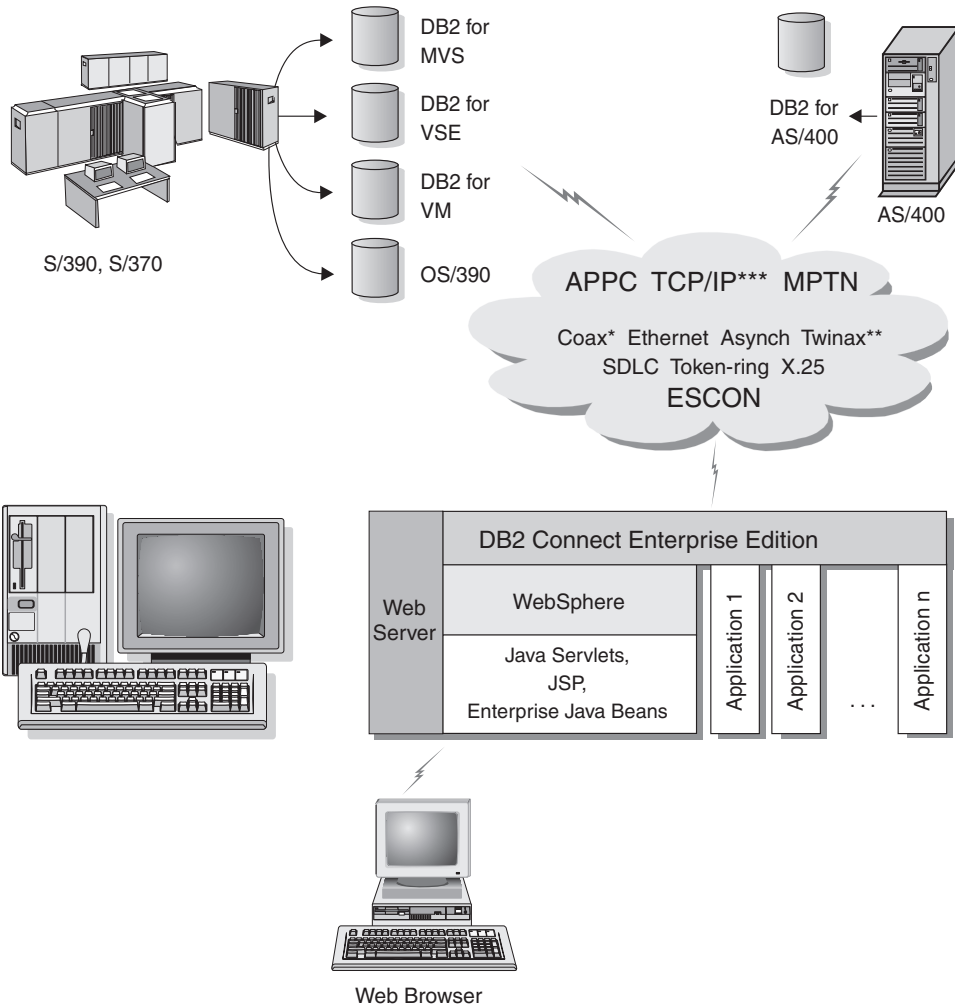 DB2 for
MVS
DB2 for
VSE
DB2 for
VM
OS/390
S/390, S/370
DB2 for
AS/400
AS/400
APPC TCP/IP*** MPTN
Coax* Ethernet Asynch Twinax**
SDLC Token-ring X.25
ESCON
Web
Server
DB2 Connect Enterprise Edition
WebSphere
Java Servlets,
JSP,
Enterprise Java Beans
Application 1
Application 2
. . .
Application n
Web Browser